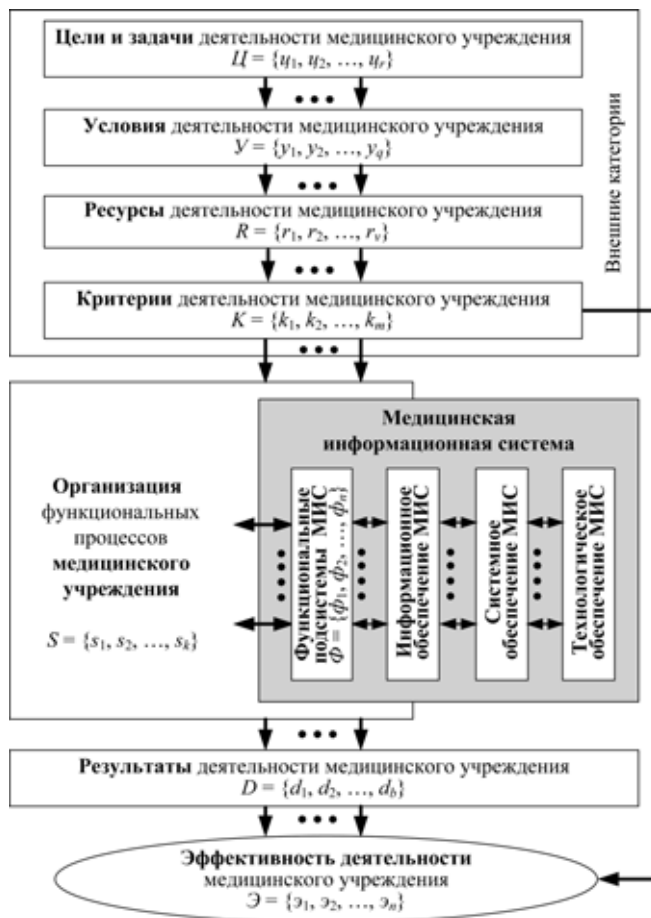 Цели и задачи деятельности медицинского учреждения
Ц = {ц1, ц2, …, цr}
Условия деятельности медицинского учреждения
У = {у1, у2, …, уq}
Ресурсы деятельности медицинского учреждения
R = {r1, r2, …, rv}
Критерии деятельности медицинского учреждения
K = {k1, k2, …, km}
Внешние категории
Медицинская
информационная система
Организация
функциональных
процессов
медицинского
учреждения
S = {s1, s2, …, sk}
Функциональные
подсистемы МИС
Ф = {ф1, ф2, …, фn}
Информационное
обеспечение МИС
Системное
обеспечение МИС
Технологическое
обеспечение МИС
Результаты деятельности медицинского учреждения
D = {d1, d2, …, db}
Эффективность деятельности
медицинского учреждения
Э = {э1, э2, …, эn}